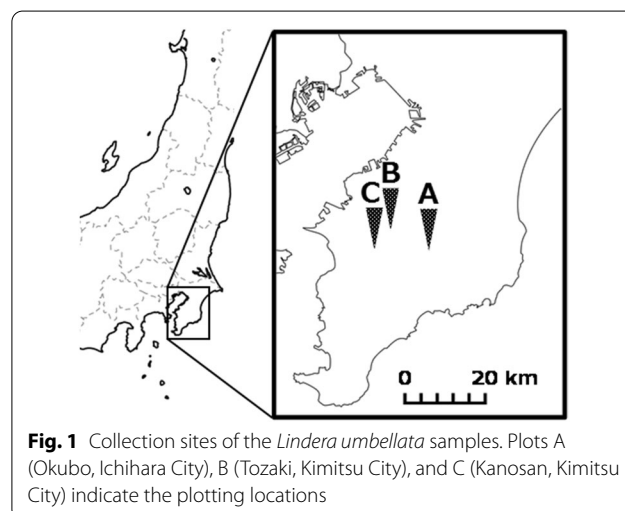 B
C A
0 20 km
Fig. 1 Collection sites of the Lindera umbellata samples. Plots A
(Okubo, Ichihara City), B (Tozaki, Kimitsu City), and C (Kanosan, Kimitsu
City) indicate the plotting locations